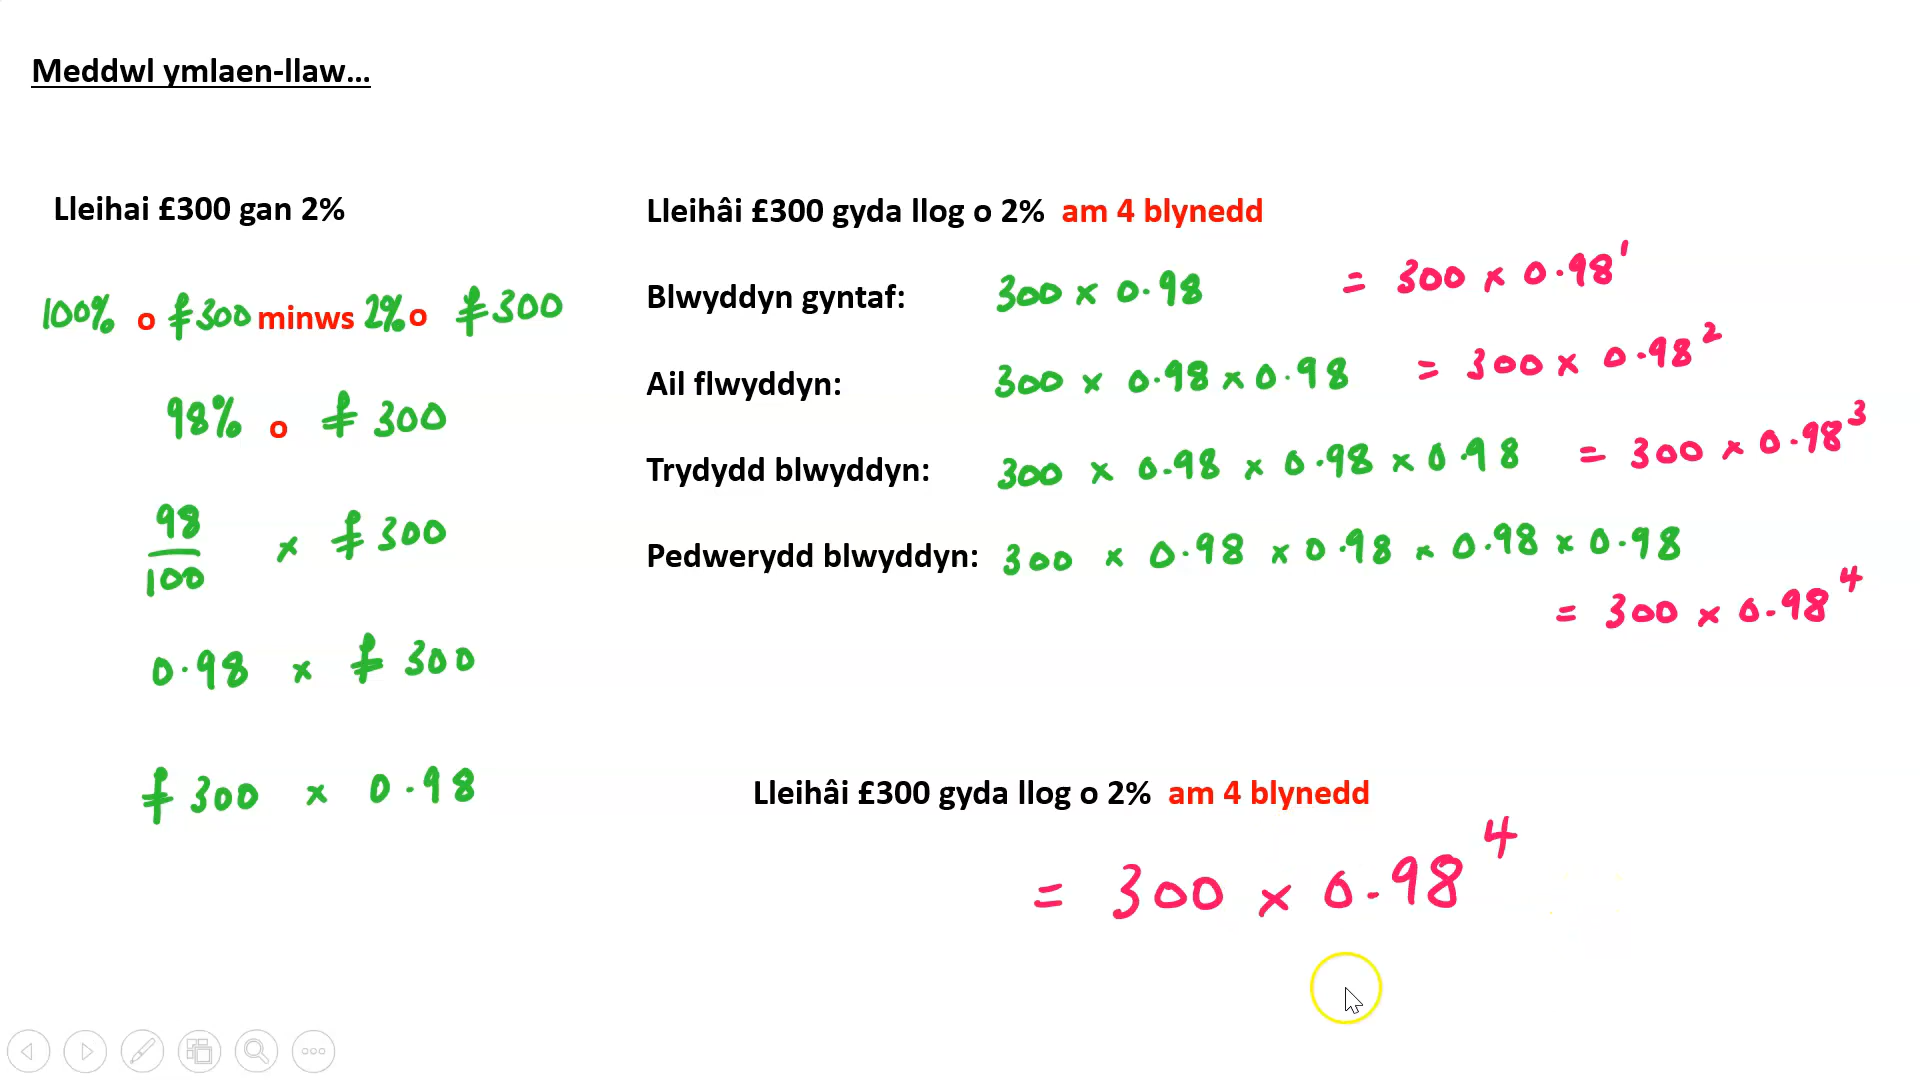 Meddwl ymlaen-llaw...
Lleihai £300 gan 2%
100% o £300 minws 2% o £300
98% o £300
98/100 × £300
0.98 × £300
£300 × 0.98
Lleihâi £300 gyda llog o 2% am 4 blynedd
Blwyddyn gyntaf: 300 × 0.98 = 300 × 0.98¹
Ail flwyddyn: 300 × 0.98 × 0.98 = 300 × 0.98²
Trydydd blwyddyn: 300 × 0.98 × 0.98 × 0.98 = 300 × 0.98³
Pedwerydd blwyddyn: 300 × 0.98 × 0.98 × 0.98 × 0.98
= 300 × 0.98⁴
Lleihâi £300 gyda llog o 2% am 4 blynedd
= 300 × 0.98⁴